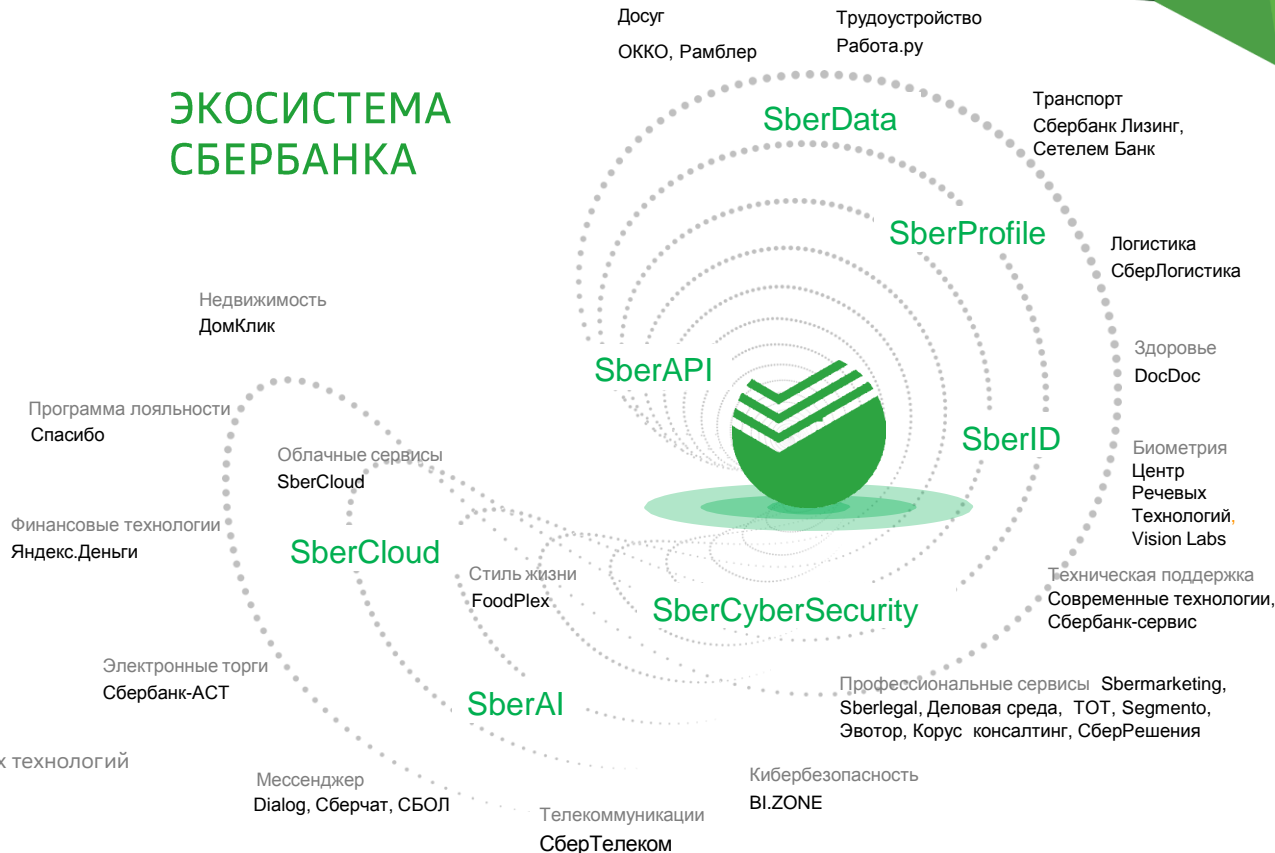 Досуг
ОККО, Рамблер
Трудоустройство
Работа.ру
ЭКОСИСТЕМА
СБЕРБАНКА
SberData
Транспорт
Сбербанк Лизинг,
Сетелем Банк
SberProfile
Логистика
СберЛогистика
Недвижимость
ДомКлик
SberAPI
Здоровье
DocDoc
Программа лояльности
Спасибо
SberID
Облачные сервисы
SberCloud
Биометрия
Центр
Речевых
Технологий,
Vision Labs
Финансовые технологии
Яндекс.Деньги
SberCloud
Стиль жизни
FoodPlex
SberCyberSecurity
Техническая поддержка
Современные технологии,
Сбербанк-сервис
Электронные торги
Сбербанк-АСТ
SberAI
Профессиональные сервисы Sbermarketing,
Sberlegal, Деловая среда, ТОТ, Segmento,
Эвотор, Корус консалтинг, СберРешения
х технологий
Мессенджер
Dialog, Сберчат, СБОЛ
Кибербезопасность
BI.ZONE
Телекоммуникации
СберТелеком